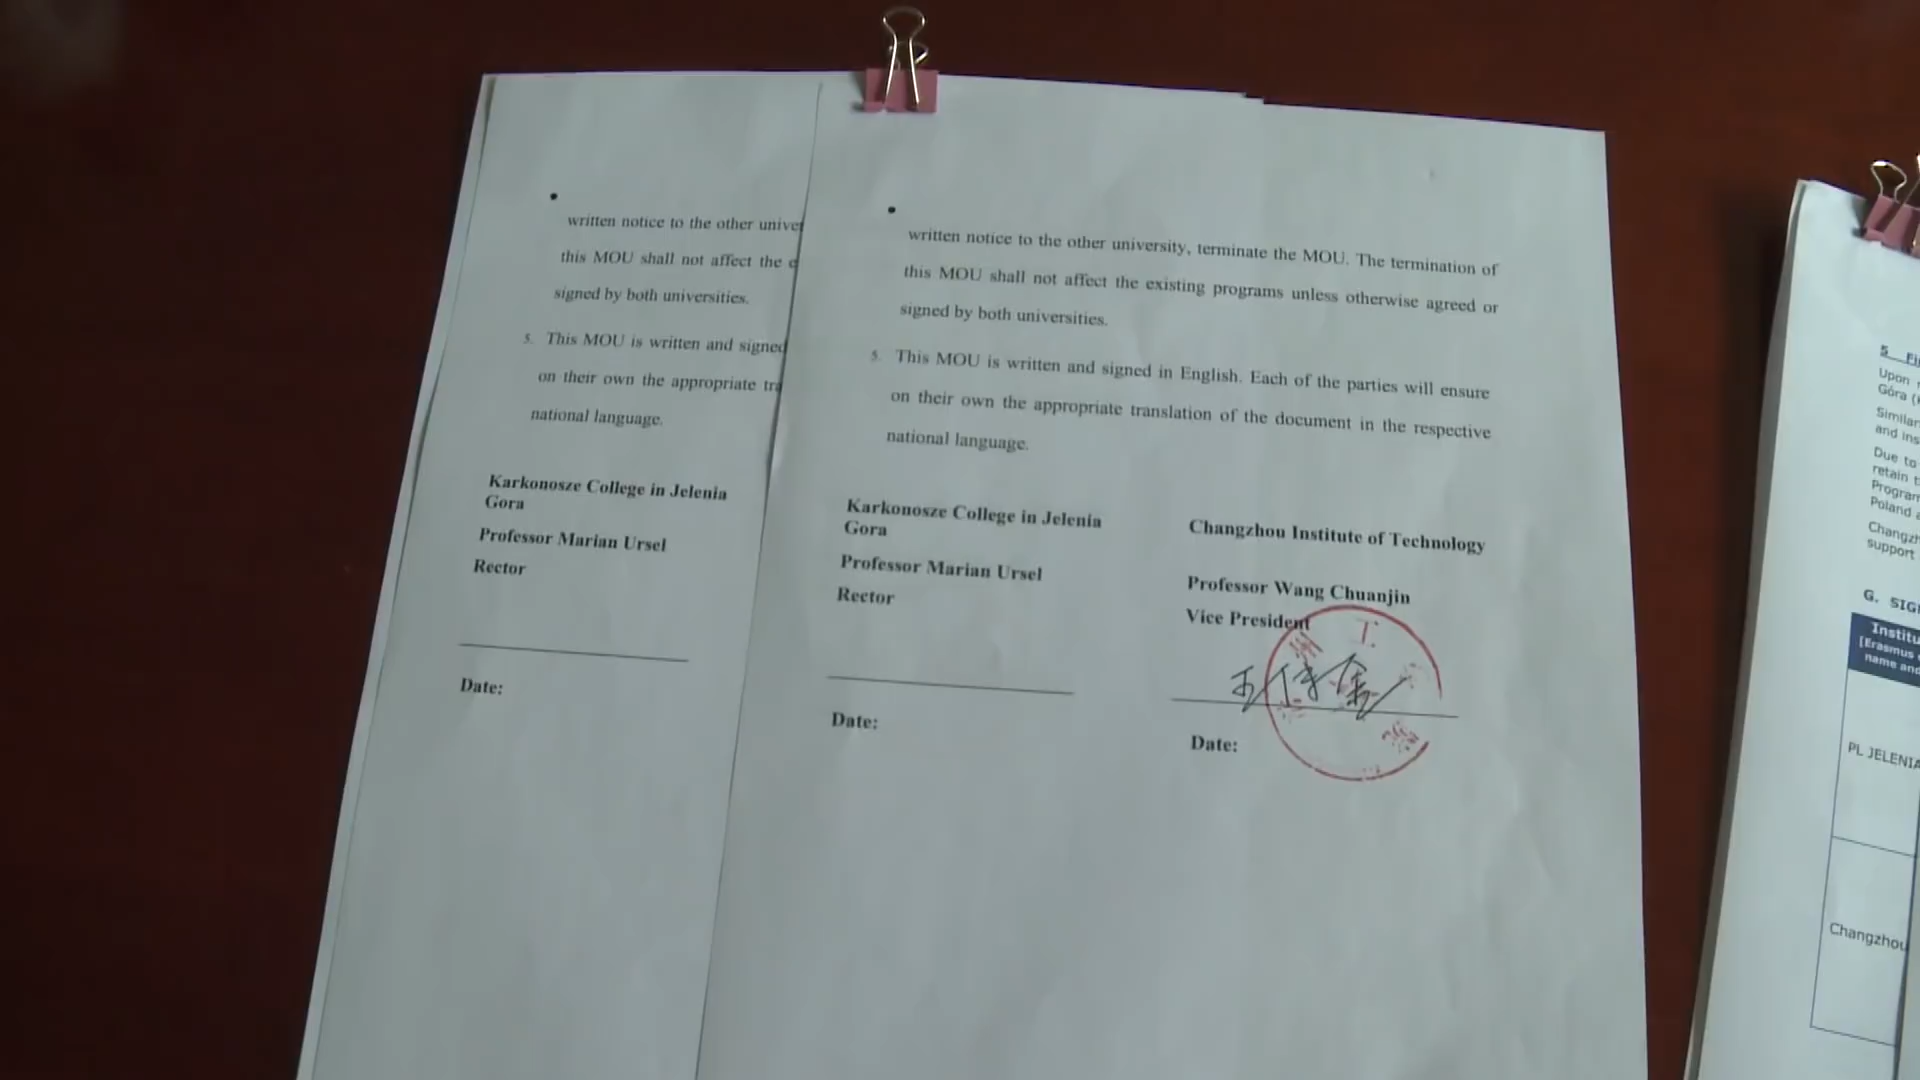 written notice to the other
this MOU shall not affect the
signed by both universities.
5. This MOU is written and signed
on their own the appropriate
national language.
Karkonosze College in Jelenia
Gora
Professor Marian Ursel
Rector
Date:
written notice to the other university, terminate the MOU. The termination of
this MOU shall not affect the existing programs unless otherwise agreed or
signed by both universities.
5. This MOU is written and signed in English. Each of the parties will ensure
on their own the appropriate translation of the document in the respective
national language.
Karkonosze College in Jelenia
Gora
Professor Marian Ursel
Rector
Date:
Changzhou Institute of Technology
Professor Wang Chuanjin
Vice President
Date:
5
Upon
Góra
Similar
and
Due to
retain
Program
Poland
support
G.
[Erasmus
name and
PL JELENIA
Changzhou